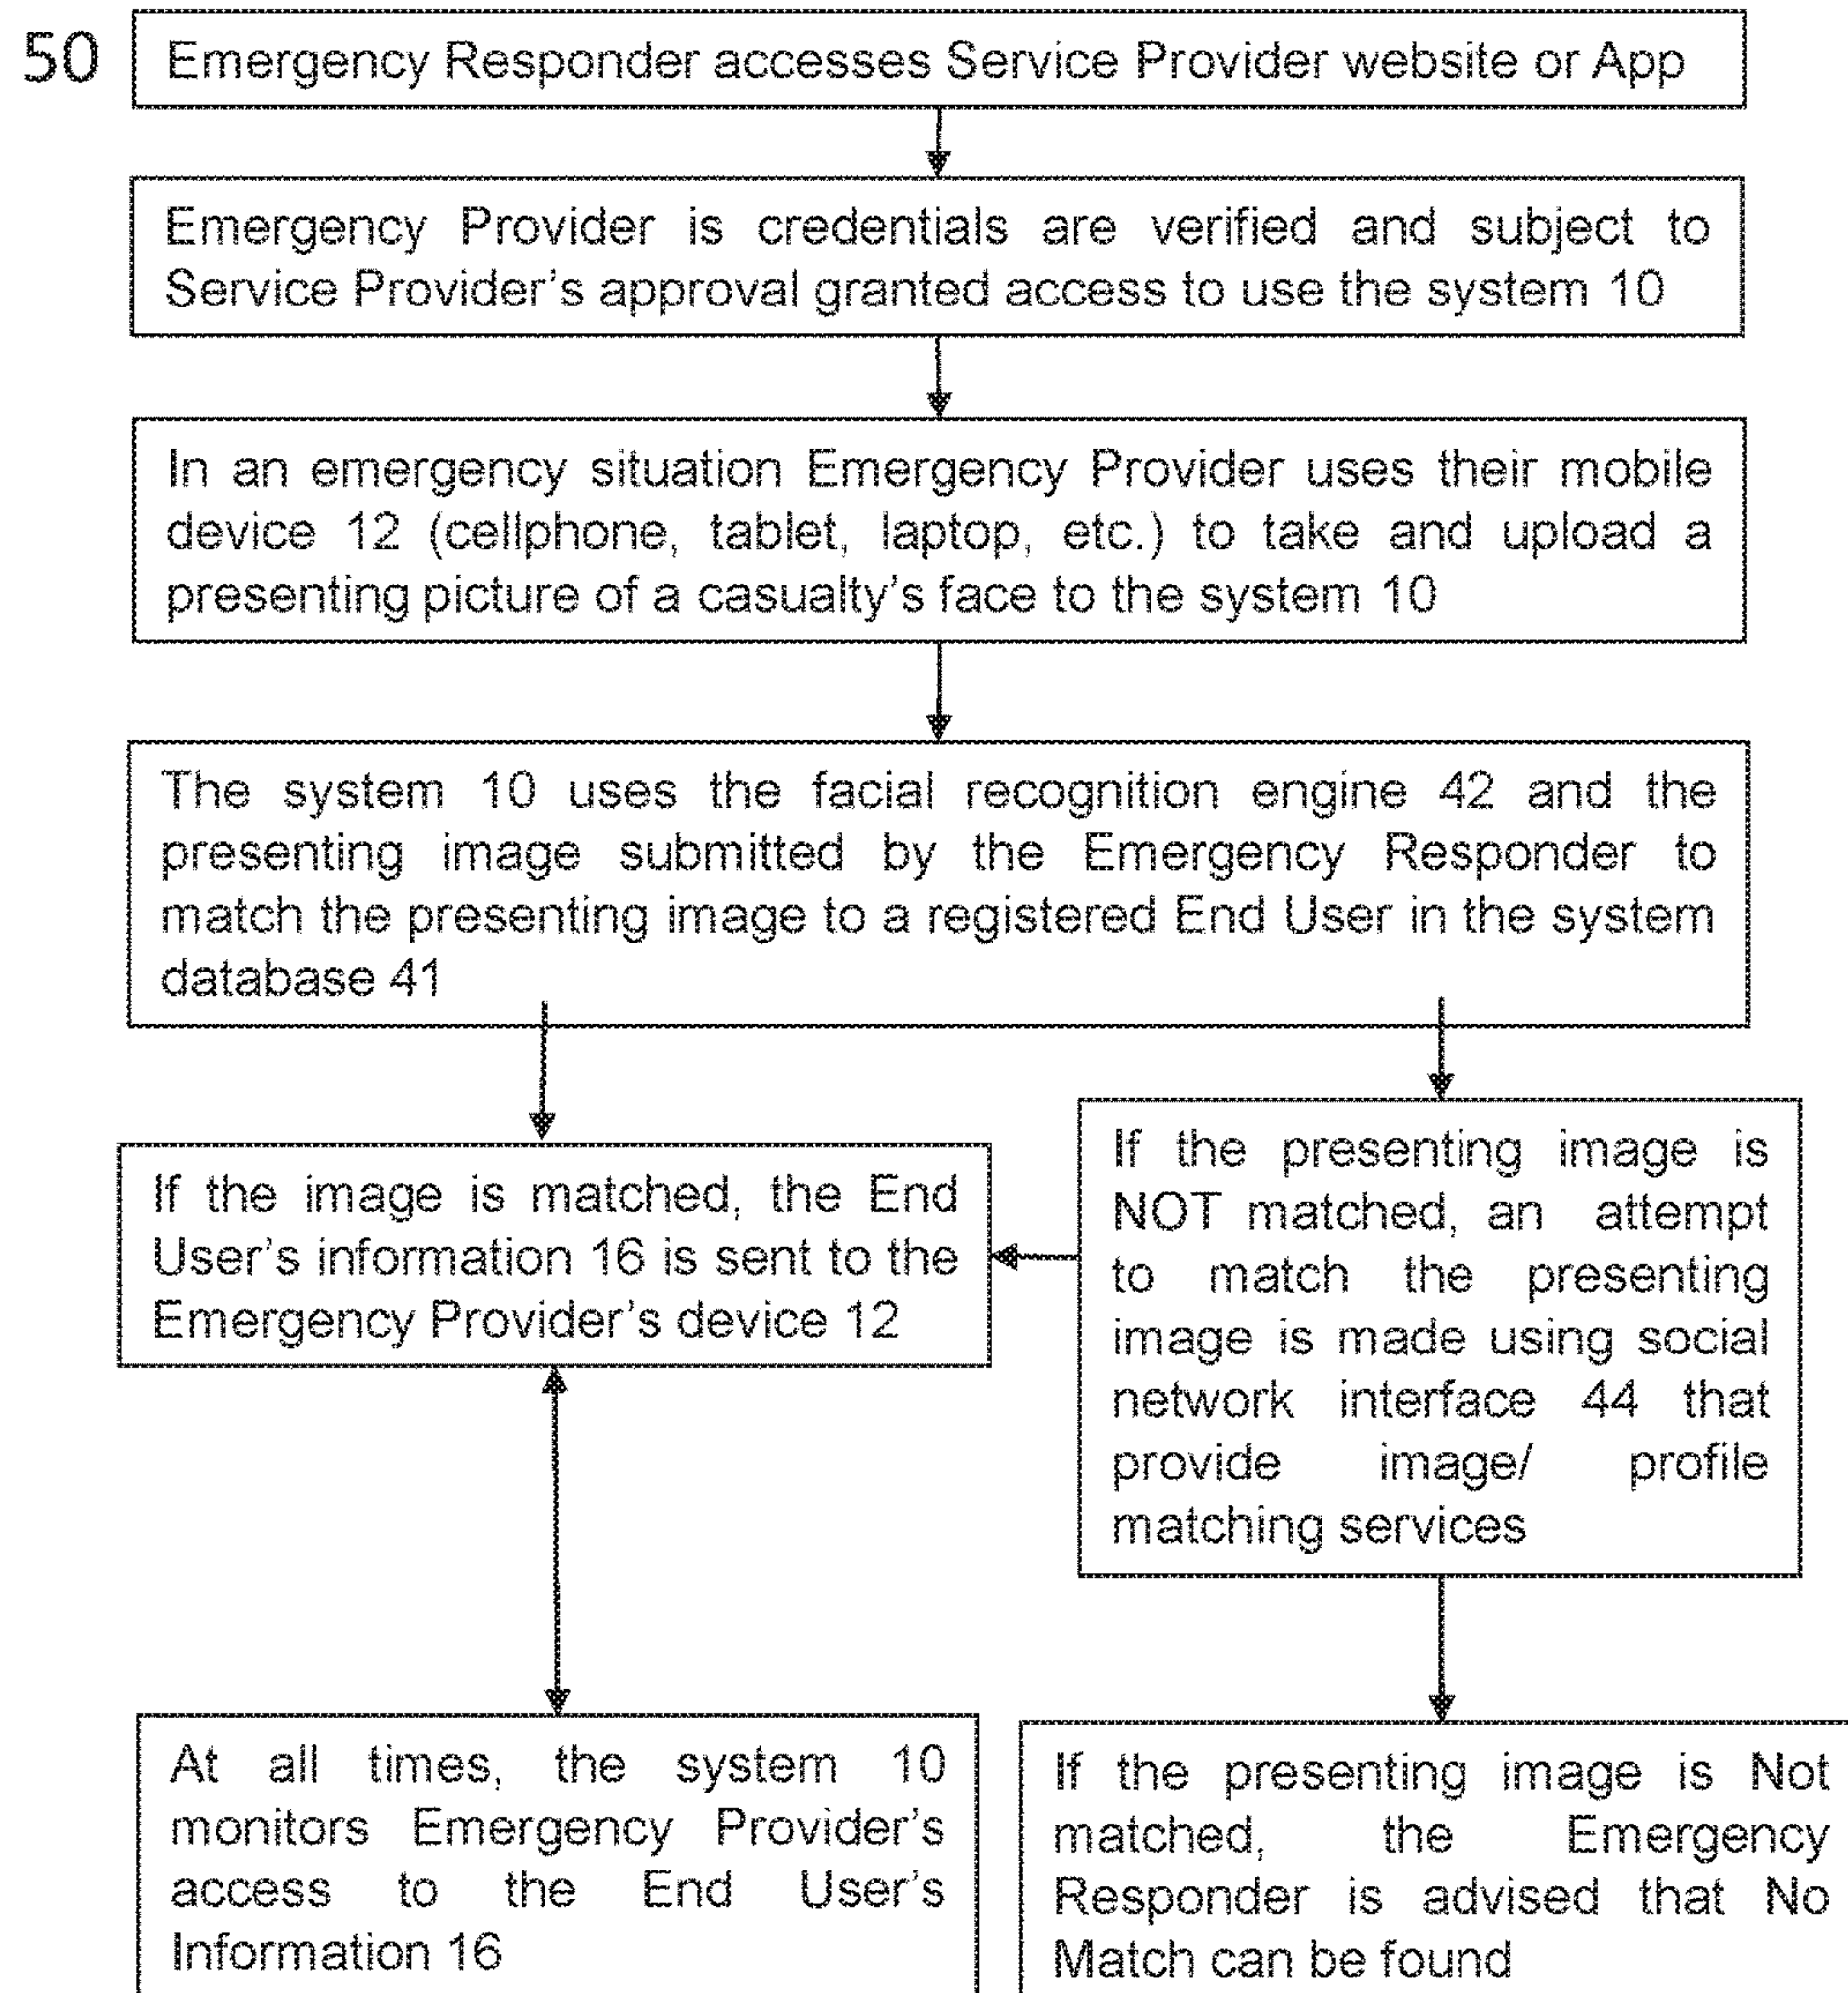 50
Emergency Responder accesses Service Provider website or App
Emergency Provider is credentials are verified and subject to
Service Provider's approval granted access to use the system 10
In an emergency situation Emergency Provider uses their mobile
device 12 (cellphone, tablet, laptop, etc.) to take and upload a
presenting picture of a casualty's face to the system 10
The system 10 uses the facial recognition engine 42 and the
presenting image submitted by the Emergency Responder to
match the presenting image to a registered End User in the system
database 41
If the image is matched, the End
User's information 16 is sent to the
Emergency Provider's device 12
If the presenting image is
NOT matched, an attempt
to match the presenting
image is made using social
network interface 44 that
provide image/ profile
matching services
At all times, the system 10
monitors Emergency Provider's
access to the End User's
Information 16
If the presenting image is Not
matched, the Emergency
Responder is advised that No
Match can be found